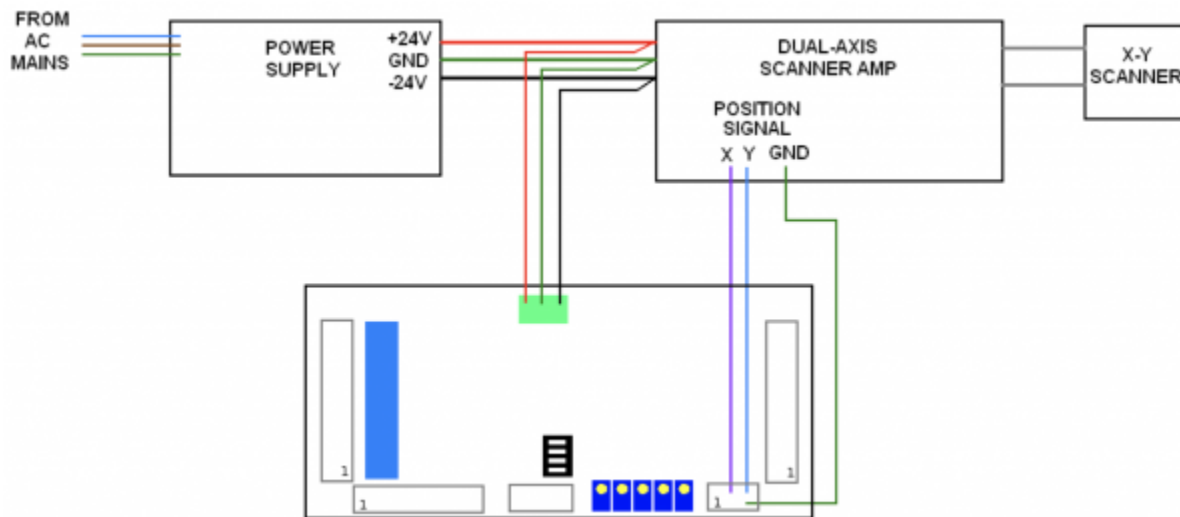 FROM
AC
MAINS
POWER
SUPPLY
+24V
GND
-24V
DUAL-AXIS
SCANNER AMP
POSITION
SIGNAL
X Y GND
X-Y
SCANNER
1
1
1
1